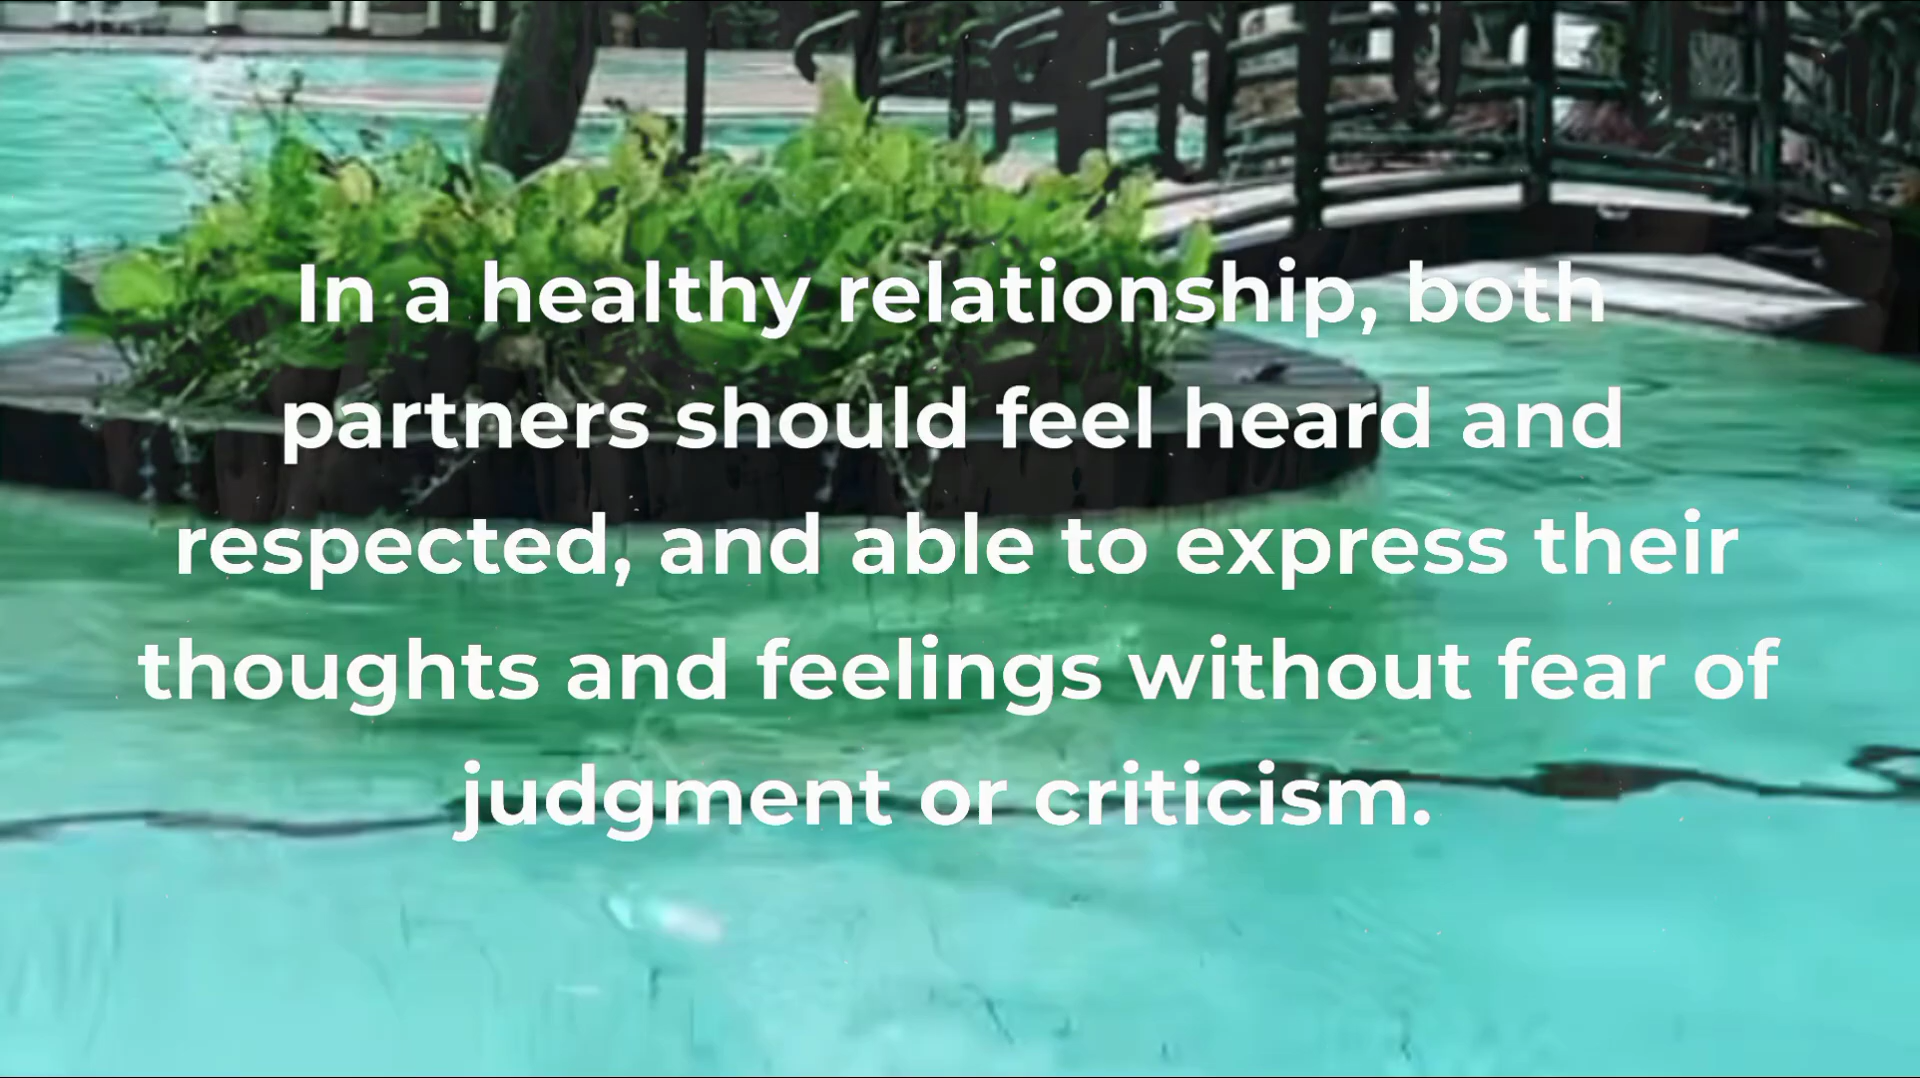 In a healthy relationship, both
partners should feel heard and
respected, and able to express their
thoughts and feelings without fear of
judgment or criticism.